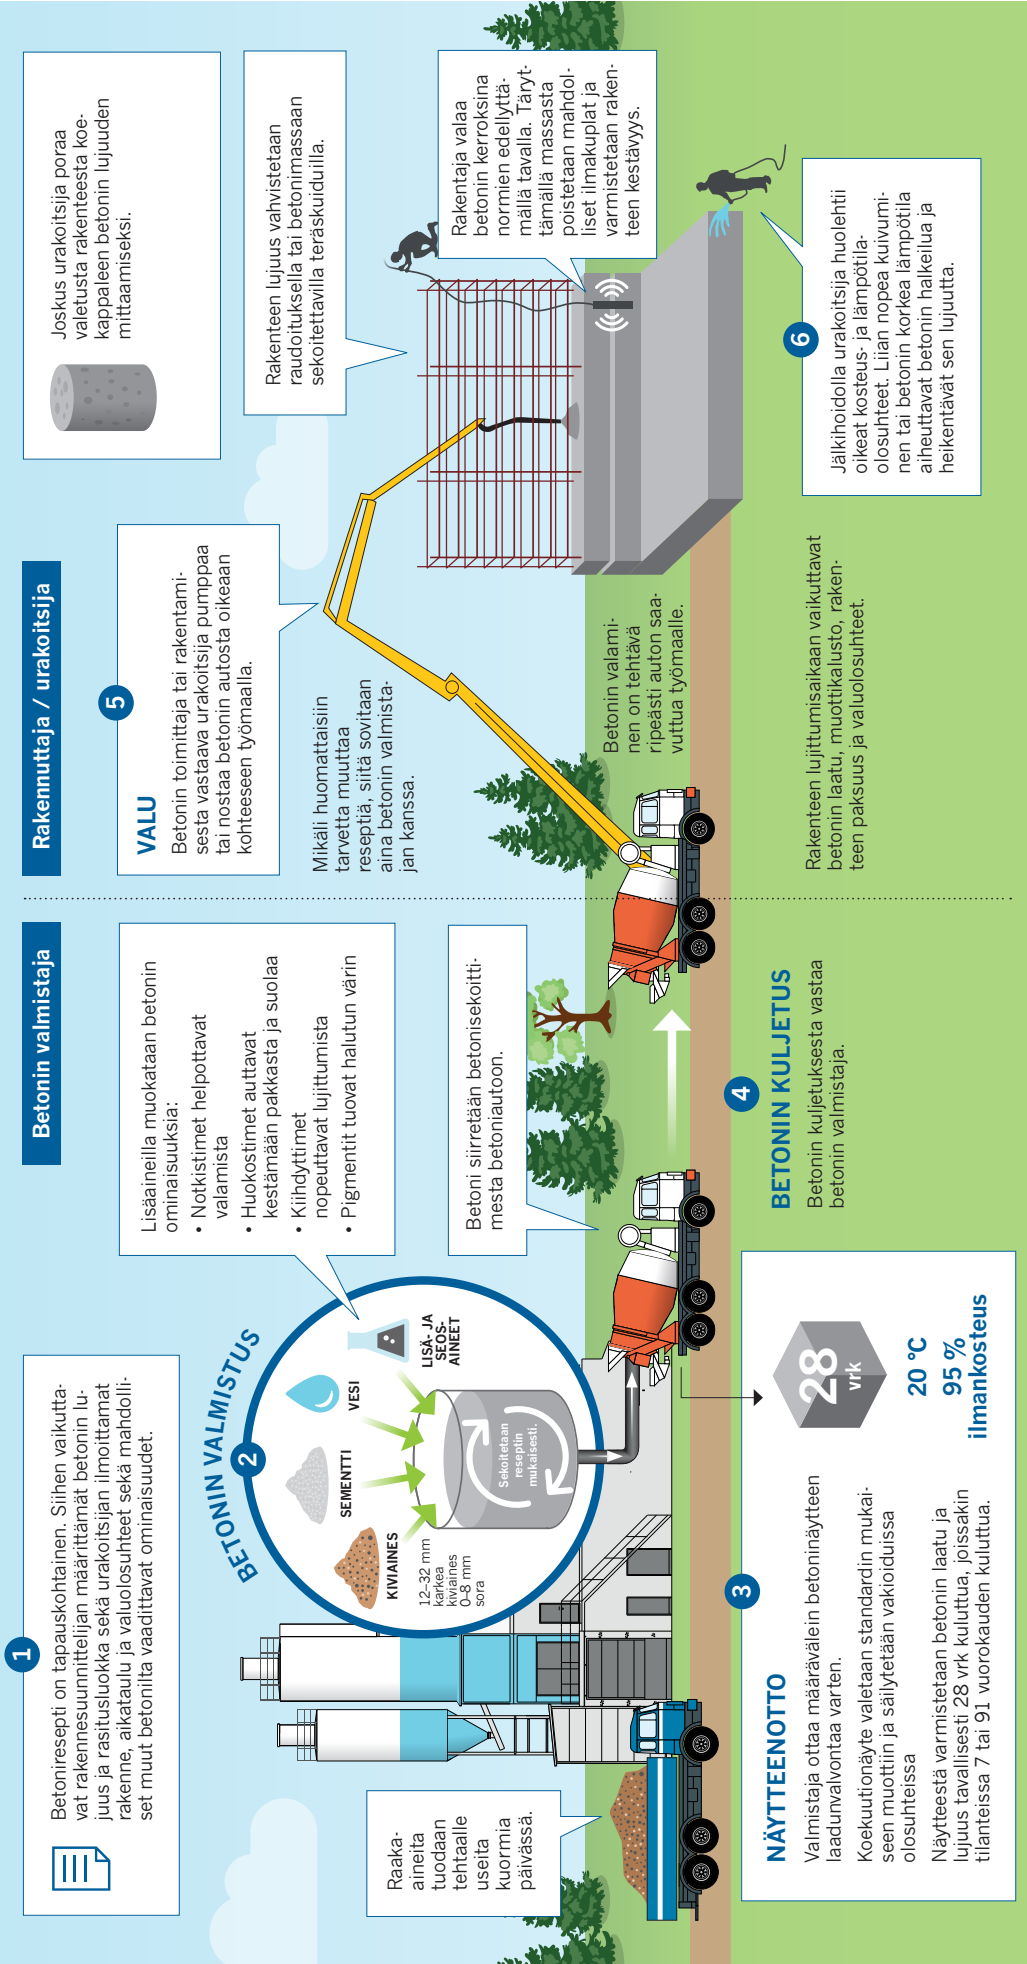 Betonin valmistaja
Rakennuttaja / urakoitsija
1
Betoniresepti on tapauskohtainen. Siihen vaikutta-
vat rakennesuunnittelijan määrittämät betonin lu-
juus ja rasitusluokka sekä urakoitsijan ilmoittamat
rakenne, aikataulu ja valuolosuhteet sekä mahdolli-
set muut betonilta vaadittavat ominaisuudet.
BETONIN VALMISTUS
2
KIVIAINES
SEMENTTI
VESI
LISÄ- JA
SEOS-
AINEET
12–32 mm
karkea
kiviaines
0–8 mm
sora
Sekoitetaan
reseptin
mukaisesti.
Lisäaineilla muokataan betonin
ominaisuuksia:
• Notkistimet helpottavat
valamista
• Huokostimet auttavat
kestämään pakkasta ja suolaa
• Kiihdyttimet
nopeuttavat lujittumista
• Pigmentit tuovat halutun värin
Raaka-
aineita
tuodaan
tehtaalle
useita
kuormia
päivässä.
Betoni siirretään betonisekoitti-
mesta betoniautoon.
3
NÄYTTEENOTTO
Valmistaja ottaa määrävälein betoninäytteen
laadunvalvontaa varten.
Koekuutionäyte valetaan standardin mukai-
seen muottiin ja säilytetään vakioiduissa
olosuhteissa
Näytteestä varmistetaan betonin laatu ja
lujuus tavallisesti 28 vrk kuluttua, joissakin
tilanteissa 7 tai 91 vuorokauden kuluttua.
28
vrk
20 °C
95 %
ilmankosteus
4
BETONIN KULJETUS
Betonin kuljetuksesta vastaa
betonin valmistaja.
5
VALU
Betonin toimittaja tai rakentami-
sesta vastaava urakoitsija pumppaa
tai nostaa betonin autosta oikeaan
kohteeseen työmaalla.
Mikäli huomattaisiin
tarvetta muuttaa
reseptiä, siitä sovitaan
aina betonin valmista-
jan kanssa.
Betonin valami-
nen on tehtävä
ripeästi auton saa-
vuttua työmaalle.
Rakenteen lujittumisaikaan vaikuttavat
betonin laatu, muottikalusto, raken-
teen paksuus ja valuolosuhteet.
Joskus urakoitsija poraa
valetusta rakenteesta koe-
kappaleen betonin lujuuden
mittaamiseksi.
Rakenteen lujuus vahvistetaan
raudoituksella tai betonimassaan
sekoitettavilla teräskuiduilla.
Rakentaja valaa
betonin kerroksina
normien edellyttä-
mällä tavalla. Täryt-
tämällä massasta
poistetaan mahdol-
liset ilmakuplat ja
varmistetaan raken-
teen kestävyys.
6
Jälkihoidolla urakoitsija huolehtii
oikeat kosteus- ja lämpötila-
olosuhteet. Liian nopea kuivumi-
nen tai betonin korkea lämpötila
aiheuttavat betonin halkeilua ja
heikentävät sen lujuutta.